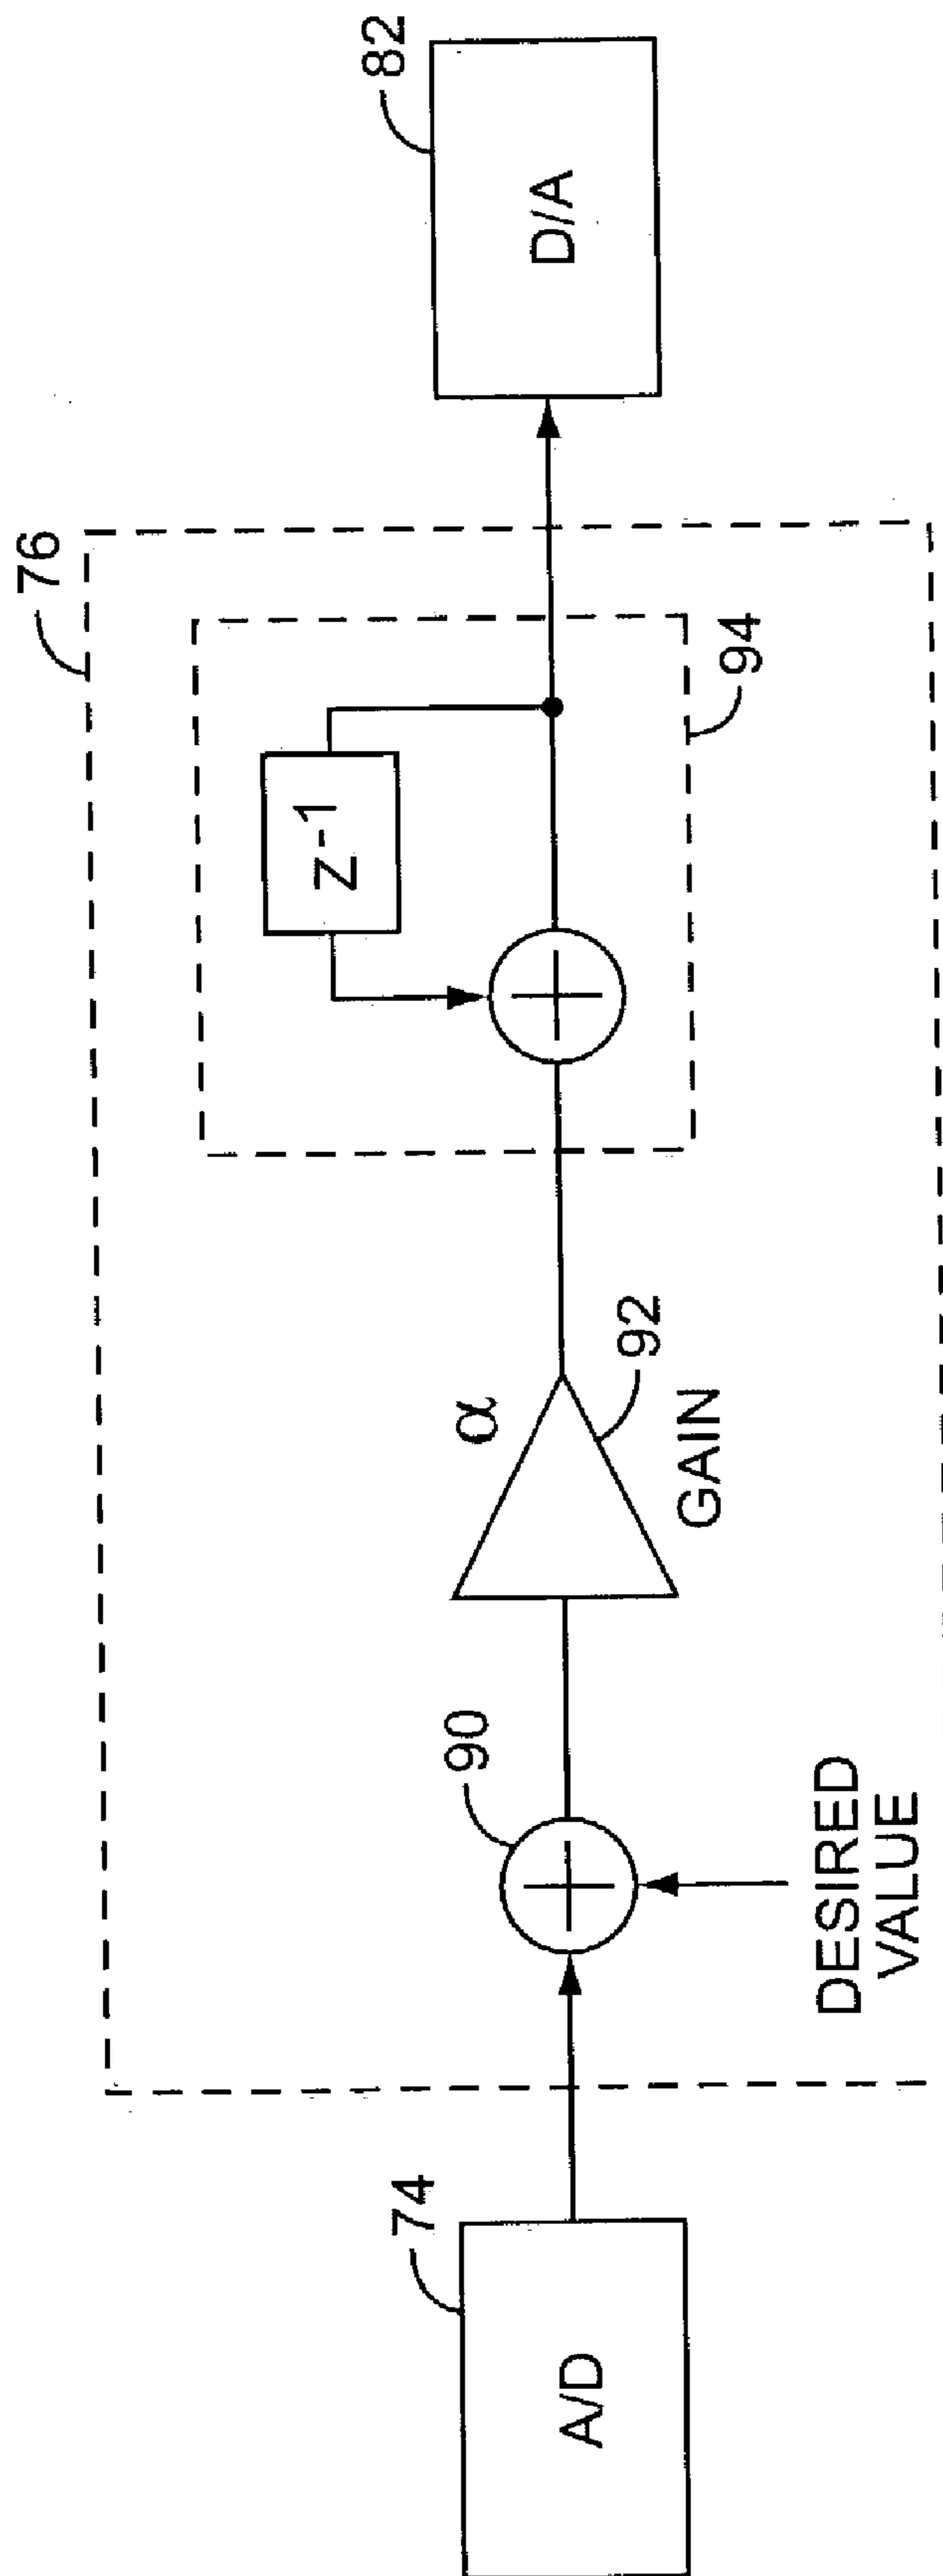 76
82
74
A/D
90
DESIRED
VALUE
α
92
GAIN
z-1
94
D/A